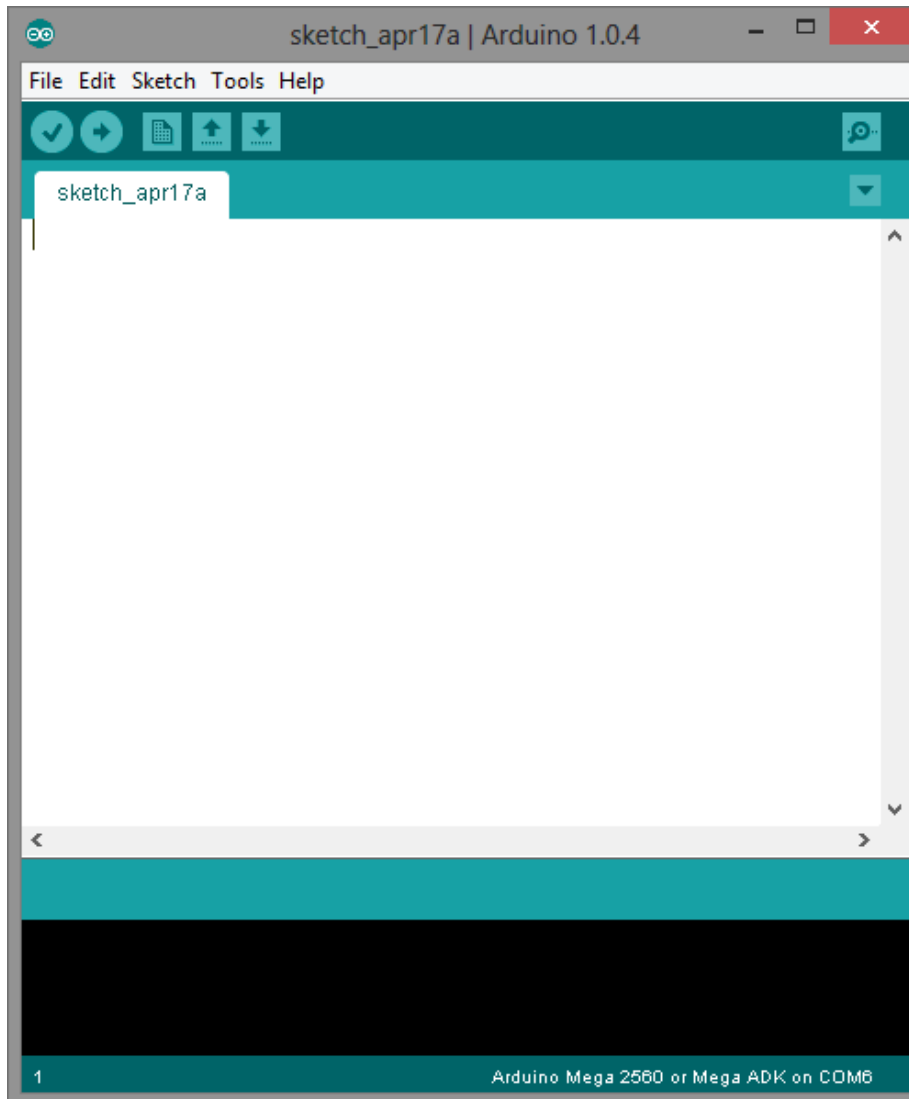 sketch_apr17a | Arduino 1.0.4
File Edit Sketch Tools Help
sketch_apr17a
1 Arduino Mega 2560 or Mega ADK on COM6